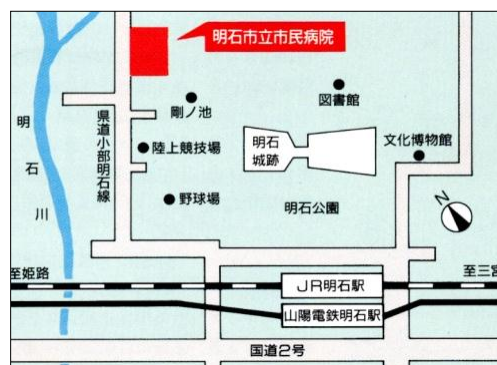 明石市立市民病院
図書館
剛ノ池
県道小部明石線
明石川
陸上競技場
明石
城跡
文化博物館
野球場
明石公園
N
至姫路
至三宮
JR明石駅
山陽電鉄明石駅
国道2号